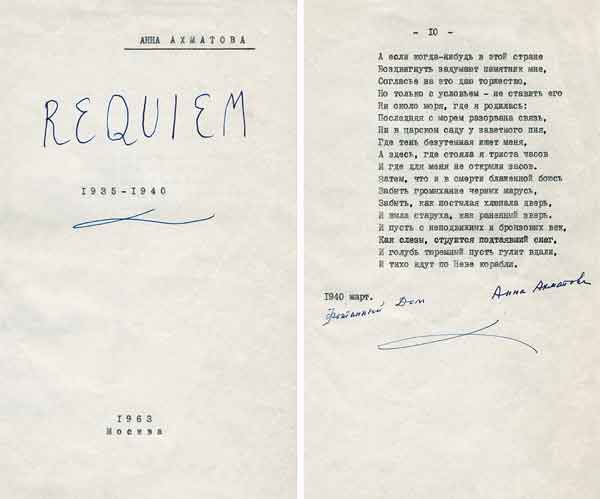 АННА АХМАТОВА
REQUIEM
1935-1940
1963
Москва
- 10 -
А если когда-нибудь в этой стране
Воздвигнуть задумают памятник мне,
Согласье на это даю торжество,
Но только с условьем - не ставить его
Ни около моря, где я родилась:
Последняя с морем разорвана связь,
Ни в царском саду у заветного пня,
Где тень безутешная ищет меня,
А здесь, где стояла я триста часов
И где для меня не открыли засов.
Затем, что и в смерти блаженной боюсь
Забыть громыхание черных марусь,
Забыть, как постылая хлюпала дверь,
И выла старуха, как раненный зверь.
И пусть с неподвижных и бронзовых век,
Как слезы, струится подтаявший снег,
И голубь тюремный пусть гулит вдали,
И тихо идут по Неве корабли.
1940 март.
Фонтанный Дом
Анна Ахматова